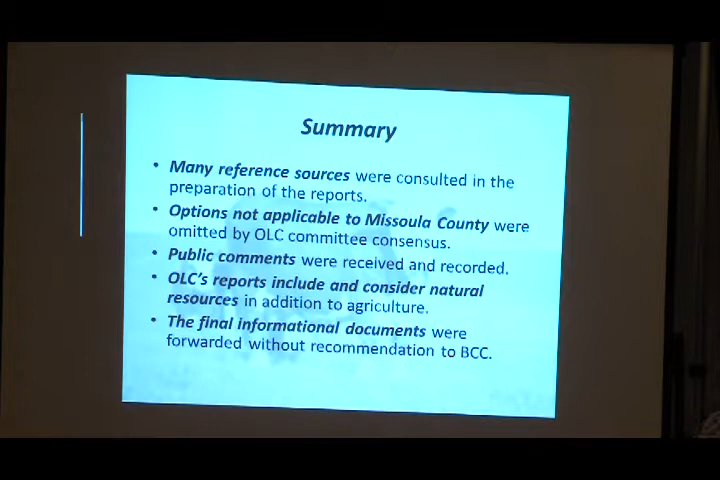 Summary
• Many reference sources were consulted in the
preparation of the reports.
• Options not applicable to Missoula County were
omitted by OLC committee consensus.
• Public comments were received and recorded.
• OLC's reports include and consider natural
resources in addition to agriculture.
• The final informational documents were
forwarded without recommendation to BCC.